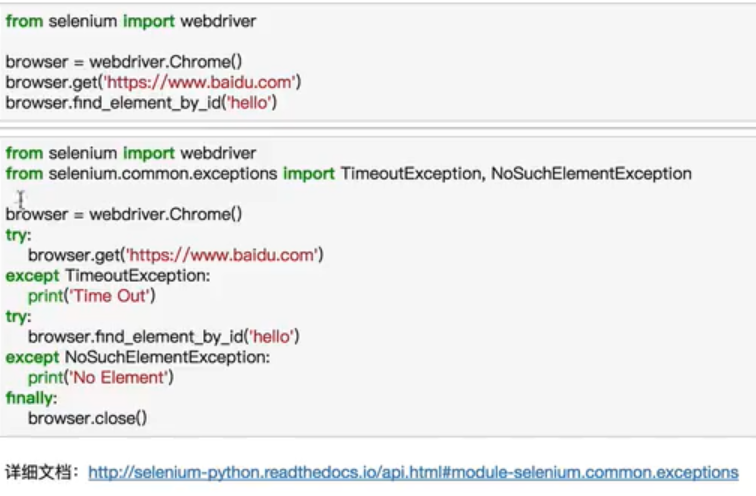 from selenium import webdriver
browser = webdriver.Chrome()
browser.get('https://www.baidu.com')
browser.find_element_by_id('hello')
from selenium import webdriver
from selenium.common.exceptions import TimeoutException, NoSuchElementException
browser = webdriver.Chrome()
try:
    browser.get('https://www.baidu.com')
except TimeoutException:
    print('Time Out')
try:
    browser.find_element_by_id('hello')
except NoSuchElementException:
    print('No Element')
finally:
    browser.close()
详细文档：http://selenium-python.readthedocs.io/api.html#module-selenium.common.exceptions